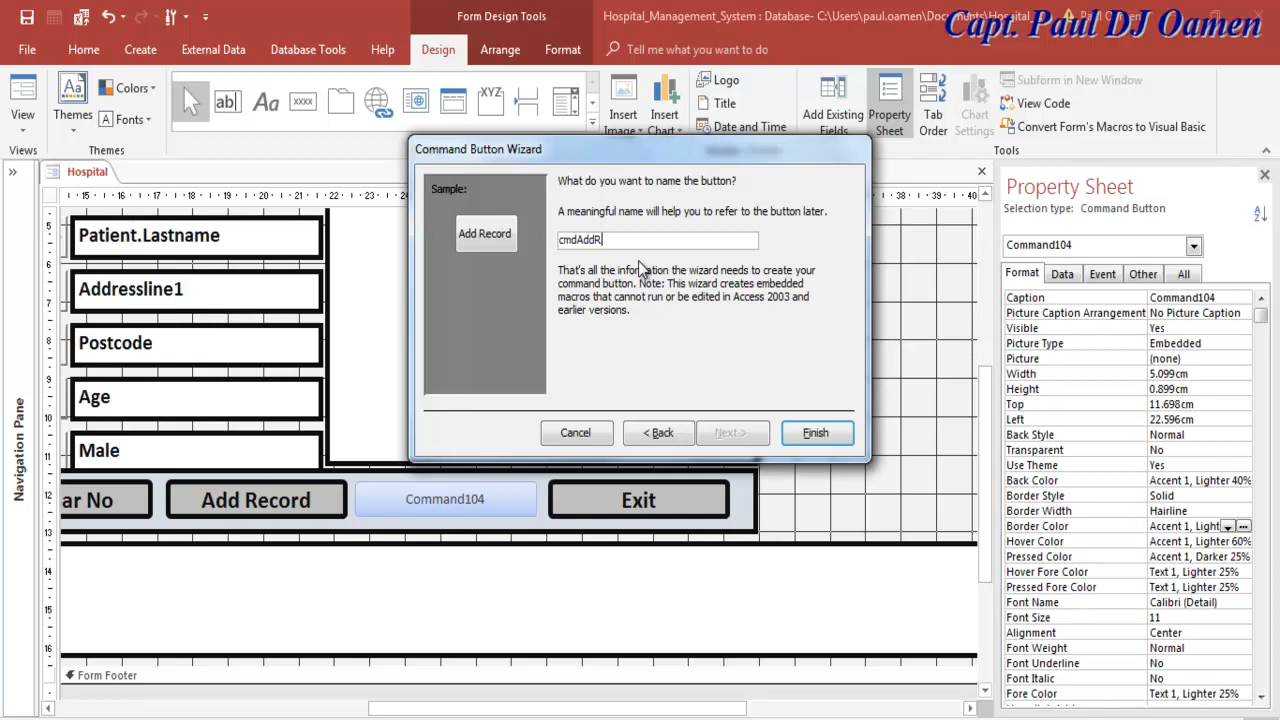 Form Design Tools
Hospital_Management_System : Database- C:\Users\paul.oamen\Documents\Hospital_
Capt. Paul DJ Oamen
File Home Create External Data Database Tools Help Design Arrange Format Tell me what you want to do
View
Views
Themes
Aa
Colors
Fonts
Themes
ab|
Aa
xxxx
XYZ
Insert
Image
Insert
Chart
Logo
Title
Date and Time
Add Existing
Fields
Property
Sheet
Tab
Order
Chart
Settings
Subform in New Window
View Code
Convert Form's Macros to Visual Basic
Tools
Hospital
15 16 17 18 19 20 21
Patient.Lastname
Addressline1
Postcode
Age
Male
ar No
Add Record
Command104
Exit
Form Footer
Navigation Pane
Command Button Wizard
Sample:
Add Record
What do you want to name the button?
A meaningful name will help you to refer to the button later.
cmdAddR
That's all the information the wizard needs to create your
command button. Note: This wizard creates embedded
macros that cannot run or be edited in Access 2003 and
earlier versions.
Cancel
< Back
Next >
Finish
Property Sheet
Selection type: Command Button
Command104
Format Data Event Other All
Caption Command104
Picture Caption Arrangement No Picture Caption
Visible Yes
Picture Type Embedded
Picture (none)
Width 5.099cm
Height 0.899cm
Top 11.698cm
Left 22.596cm
Back Style Normal
Transparent No
Use Theme Yes
Back Color Accent 1, Lighter 40%
Border Style Solid
Border Width Hairline
Border Color Accent 1, Light
Hover Color Accent 1, Lighter 60%
Pressed Color Accent 1, Darker 25%
Hover Fore Color Text 1, Lighter 25%
Pressed Fore Color Text 1, Lighter 25%
Font Name Calibri (Detail)
Font Size 11
Alignment Center
Font Weight Normal
Font Underline No
Font Italic No
Fore Color Text 1, Lighter 25%